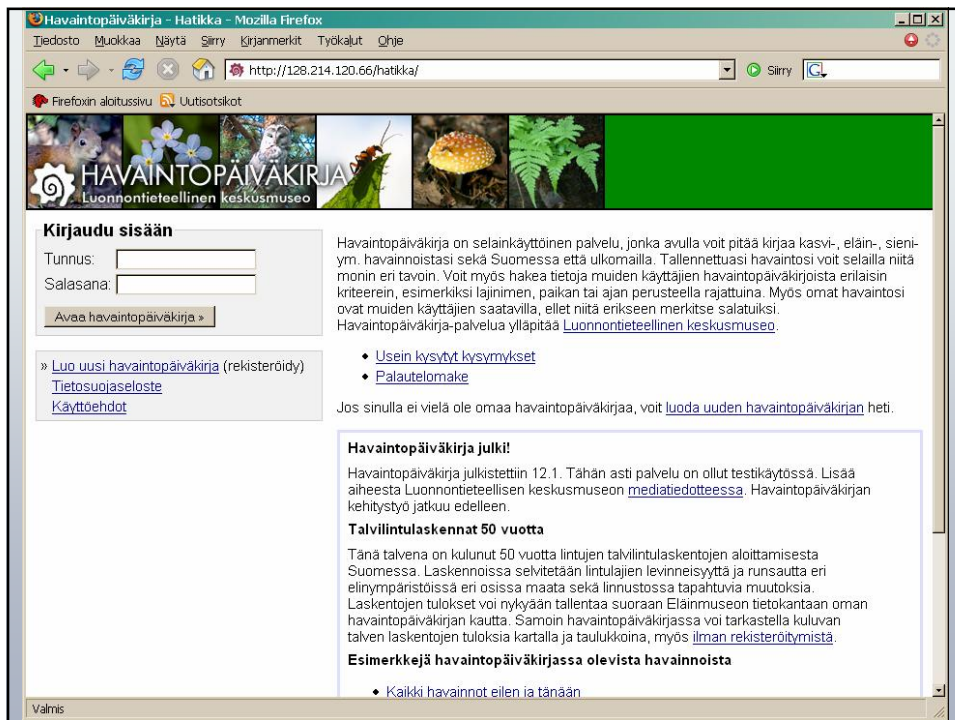 Havaintopäiväkirja - Hatikka - Mozilla Firefox
Tiedosto Muokkaa Näytä Siirry Kirjanmerkit Työkalut Ohje
http://128.214.120.66/hatikka/ Siirry G
Firefoxin aloitussivu Uutisotsikot
HAVAINTOPÄIVÄKIRJA
Luonnontieteellinen keskusmuseo
Kirjaudu sisään
Tunnus:
Salasana:
Avaa havaintopäiväkirja »
» Luo uusi havaintopäiväkirja (rekisteröidy)
Tietosuojaseloste
Käyttöehdot
Havaintopäiväkirja on selainkäyttöinen palvelu, jonka avulla voit pitää kirjaa kasvi-, eläin-, sieni-
ym. havainnoistasi sekä Suomessa että ulkomailla. Tallennettuasi havaintosi voit selailla niitä
monin eri tavoin. Voit myös hakea tietoja muiden käyttäjien havaintopäiväkirjoista erilaisin
kriteerein, esimerkiksi lajinimen, paikan tai ajan perusteella rajattuina. Myös omat havaintosi
ovat muiden käyttäjien saatavilla, ellet niitä erikseen merkitse salatuiksi.
Havaintopäiväkirja-palvelua ylläpitää Luonnontieteellinen keskusmuseo.
Usein kysytyt kysymykset
Palautelomake
Jos sinulla ei vielä ole omaa havaintopäiväkirjaa, voit luoda uuden havaintopäiväkirjan heti.
Havaintopäiväkirja julki!
Havaintopäiväkirja julkistettiin 12.1. Tähän asti palvelu on ollut testikäytössä. Lisää
aiheesta Luonnontieteellisen keskusmuseon mediatiedotteessa. Havaintopäiväkirjan
kehitystyö jatkuu edelleen.
Talvilintulaskennat 50 vuotta
Tänä talvena on kulunut 50 vuotta lintujen talvilintulaskentojen aloittamisesta
Suomessa. Laskennoissa selvitetään lintulajien levinneisyyttä ja runsautta eri
elinympäristöissä eri osissa maata sekä linnustossa tapahtuvia muutoksia.
Laskentojen tulokset voi nykyään tallentaa suoraan Eläinmuseon tietokantaan oman
havaintopäiväkirjan kautta. Samoin havaintopäiväkirjassa voi tarkastella kuluvan
talven laskentojen tuloksia kartalla ja taulukkoina, myös ilman rekisteröitymistä.
Esimerkkejä havaintopäiväkirjassa olevista havainnoista
Kaikki havainnot eilen ja tänään
Valmis